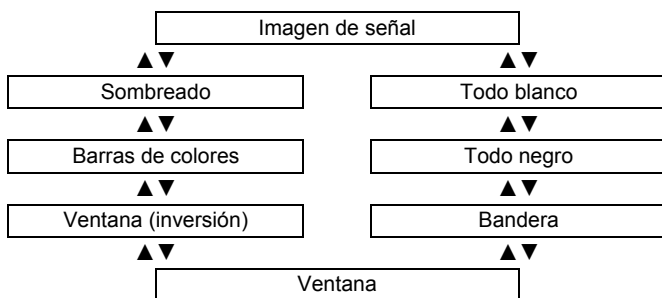 Imagen de señal
▲▼ ▲▼
Sombreado Todo blanco
▲▼ ▲▼
Barras de colores Todo negro
▲▼ ▲▼
Ventana (inversión) Bandera
▲▼ ▲▼
Ventana